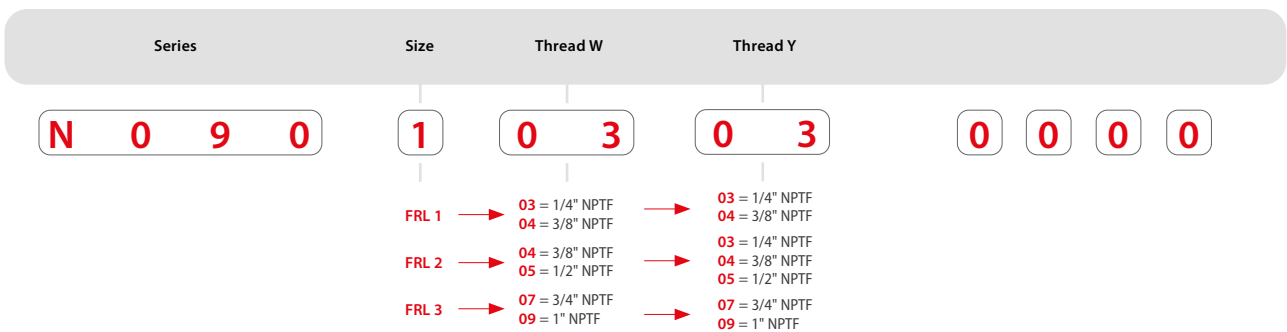 Series Size Thread W Thread Y
N 0 9 0 1 0 3 0 3 0 0 0 0
FRL 1
03 = 1/4" NPTF
04 = 3/8" NPTF
03 = 1/4" NPTF
04 = 3/8" NPTF
FRL 2
04 = 3/8" NPTF
05 = 1/2" NPTF
03 = 1/4" NPTF
04 = 3/8" NPTF
05 = 1/2" NPTF
FRL 3
07 = 3/4" NPTF
09 = 1" NPTF
07 = 3/4" NPTF
09 = 1" NPTF